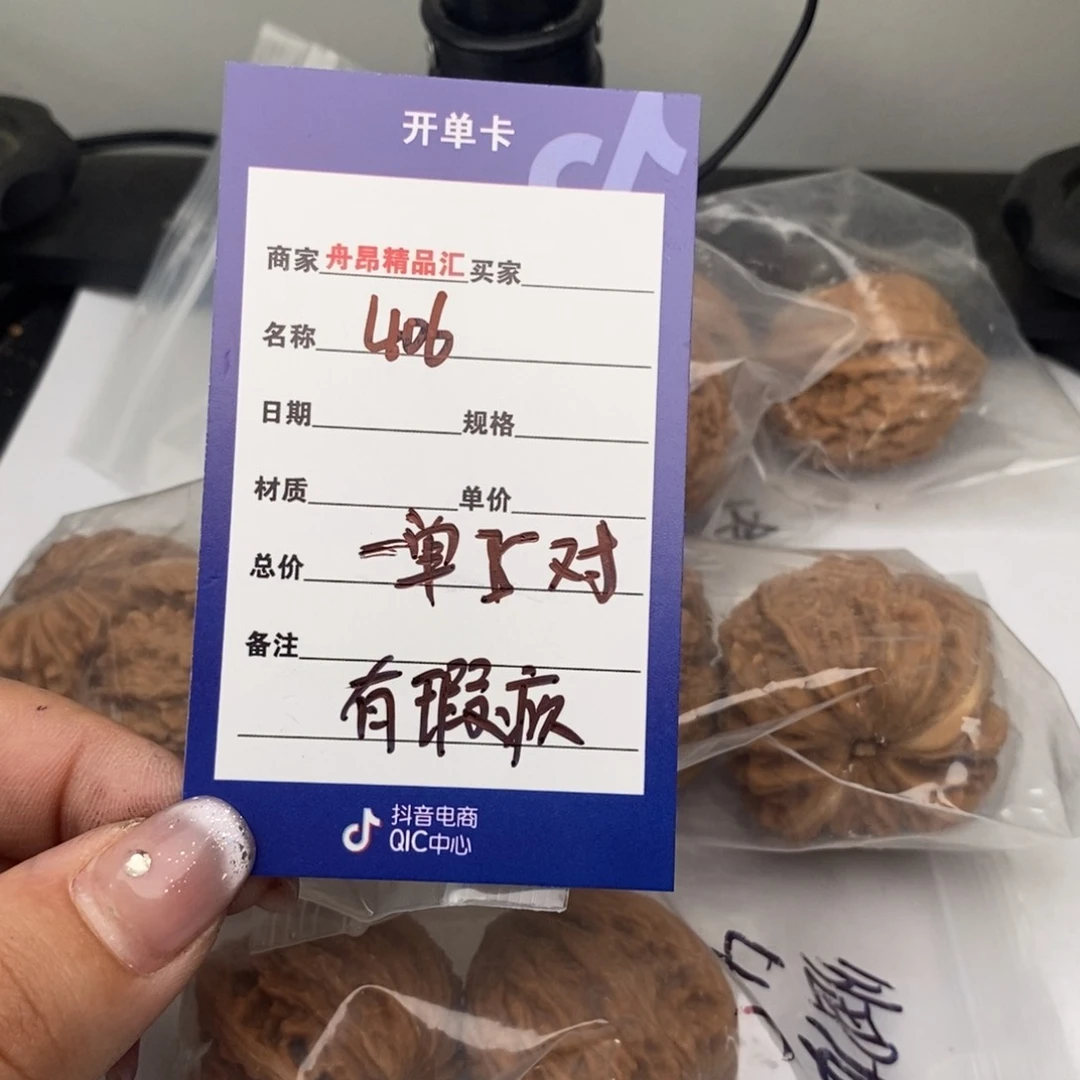 开单卡
商家 舟昂精品汇 买家
名称 406
日期 规格
材质 单价
总价 一单5对
备注
有瑕疵
抖音电商
QIC中心